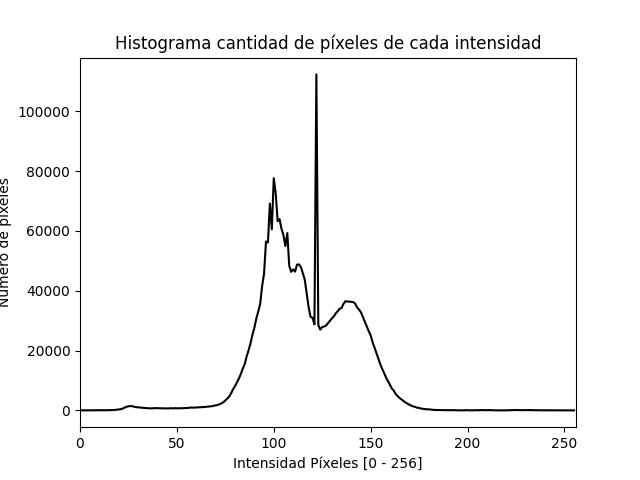 Histograma cantidad de píxeles de cada intensidad
Número de píxeles
100000
80000
60000
40000
20000
0
0 50 100 150 200 250
Intensidad Píxeles [0 - 256]